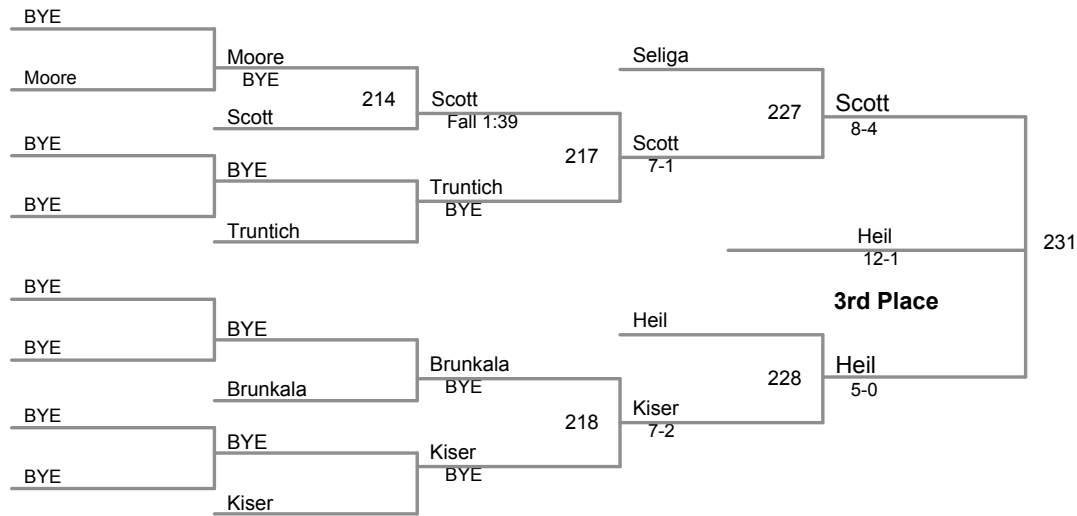 BYE
Moore
Moore
BYE
Scott
214
Scott
Fall 1:39
BYE
BYE
BYE
Truntich
Truntich
BYE
217
Scott
7-1
Seliga
227
Scott
8-4
Heil
12-1
231
3rd Place
BYE
BYE
BYE
Brunkala
Brunkala
BYE
BYE
BYE
BYE
Kiser
Kiser
BYE
218
Kiser
7-2
Heil
228
Heil
5-0